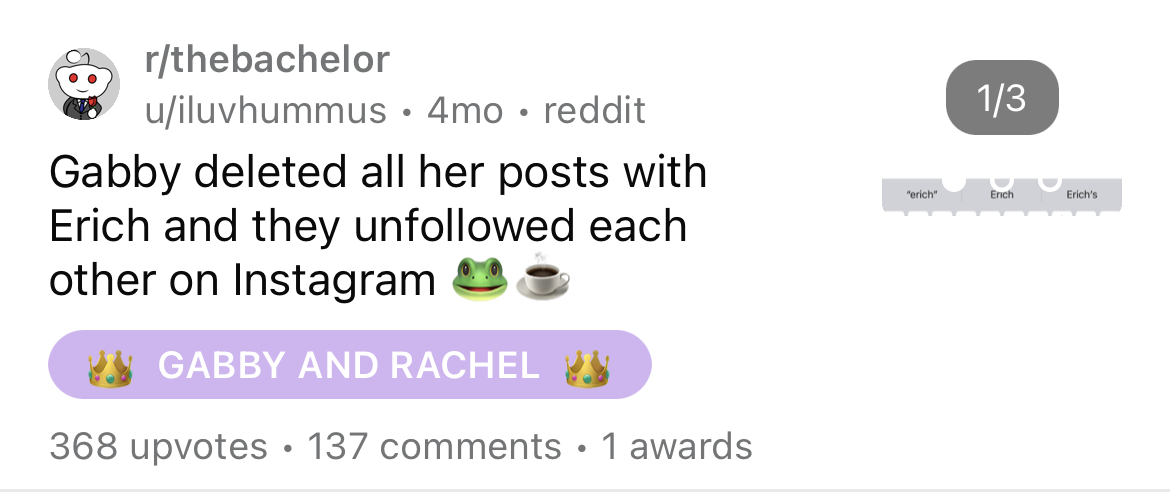 r/thebachelor
u/iluvhummus • 4mo • reddit
1/3
Gabby deleted all her posts with
Erich and they unfollowed each
other on Instagram 🐸☕
"erich" Erich Erich's
👑 GABBY AND RACHEL 👑
368 upvotes • 137 comments • 1 awards